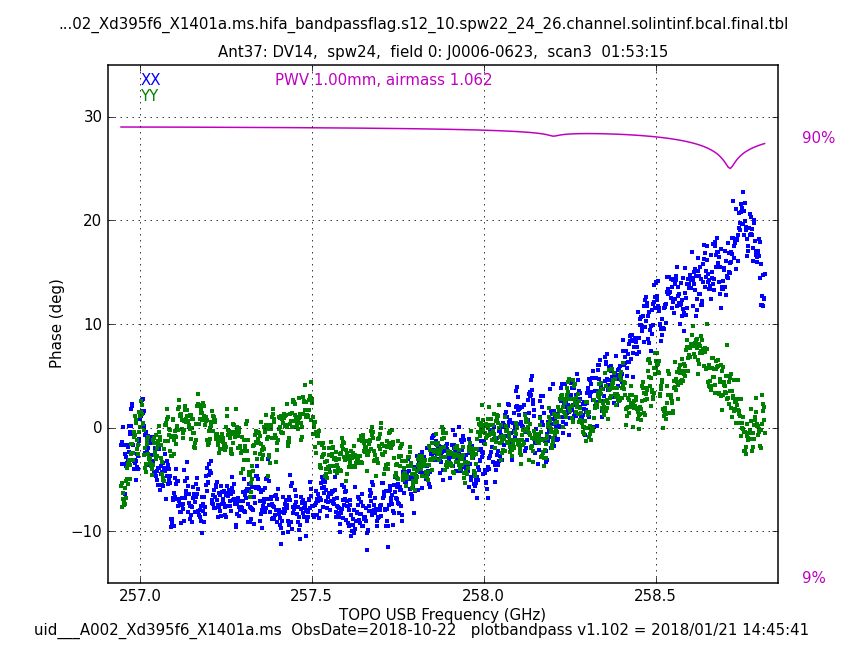 ...02_Xd395f6_X1401a.ms.hifa_bandpassflag.s12_10.spw22_24_26.channel.solintinf.bcal.final.tbl
Ant37: DV14, spw24, field 0: J0006-0623, scan3 01:53:15
XX PWV 1.00mm, airmass 1.062
YY
30
90%
20
Phase (deg)
10
0
−10
9%
257.0 257.5 258.0 258.5
TOPO USB Frequency (GHz)
uid___A002_Xd395f6_X1401a.ms ObsDate=2018-10-22 plotbandpass v1.102 = 2018/01/21 14:45:41